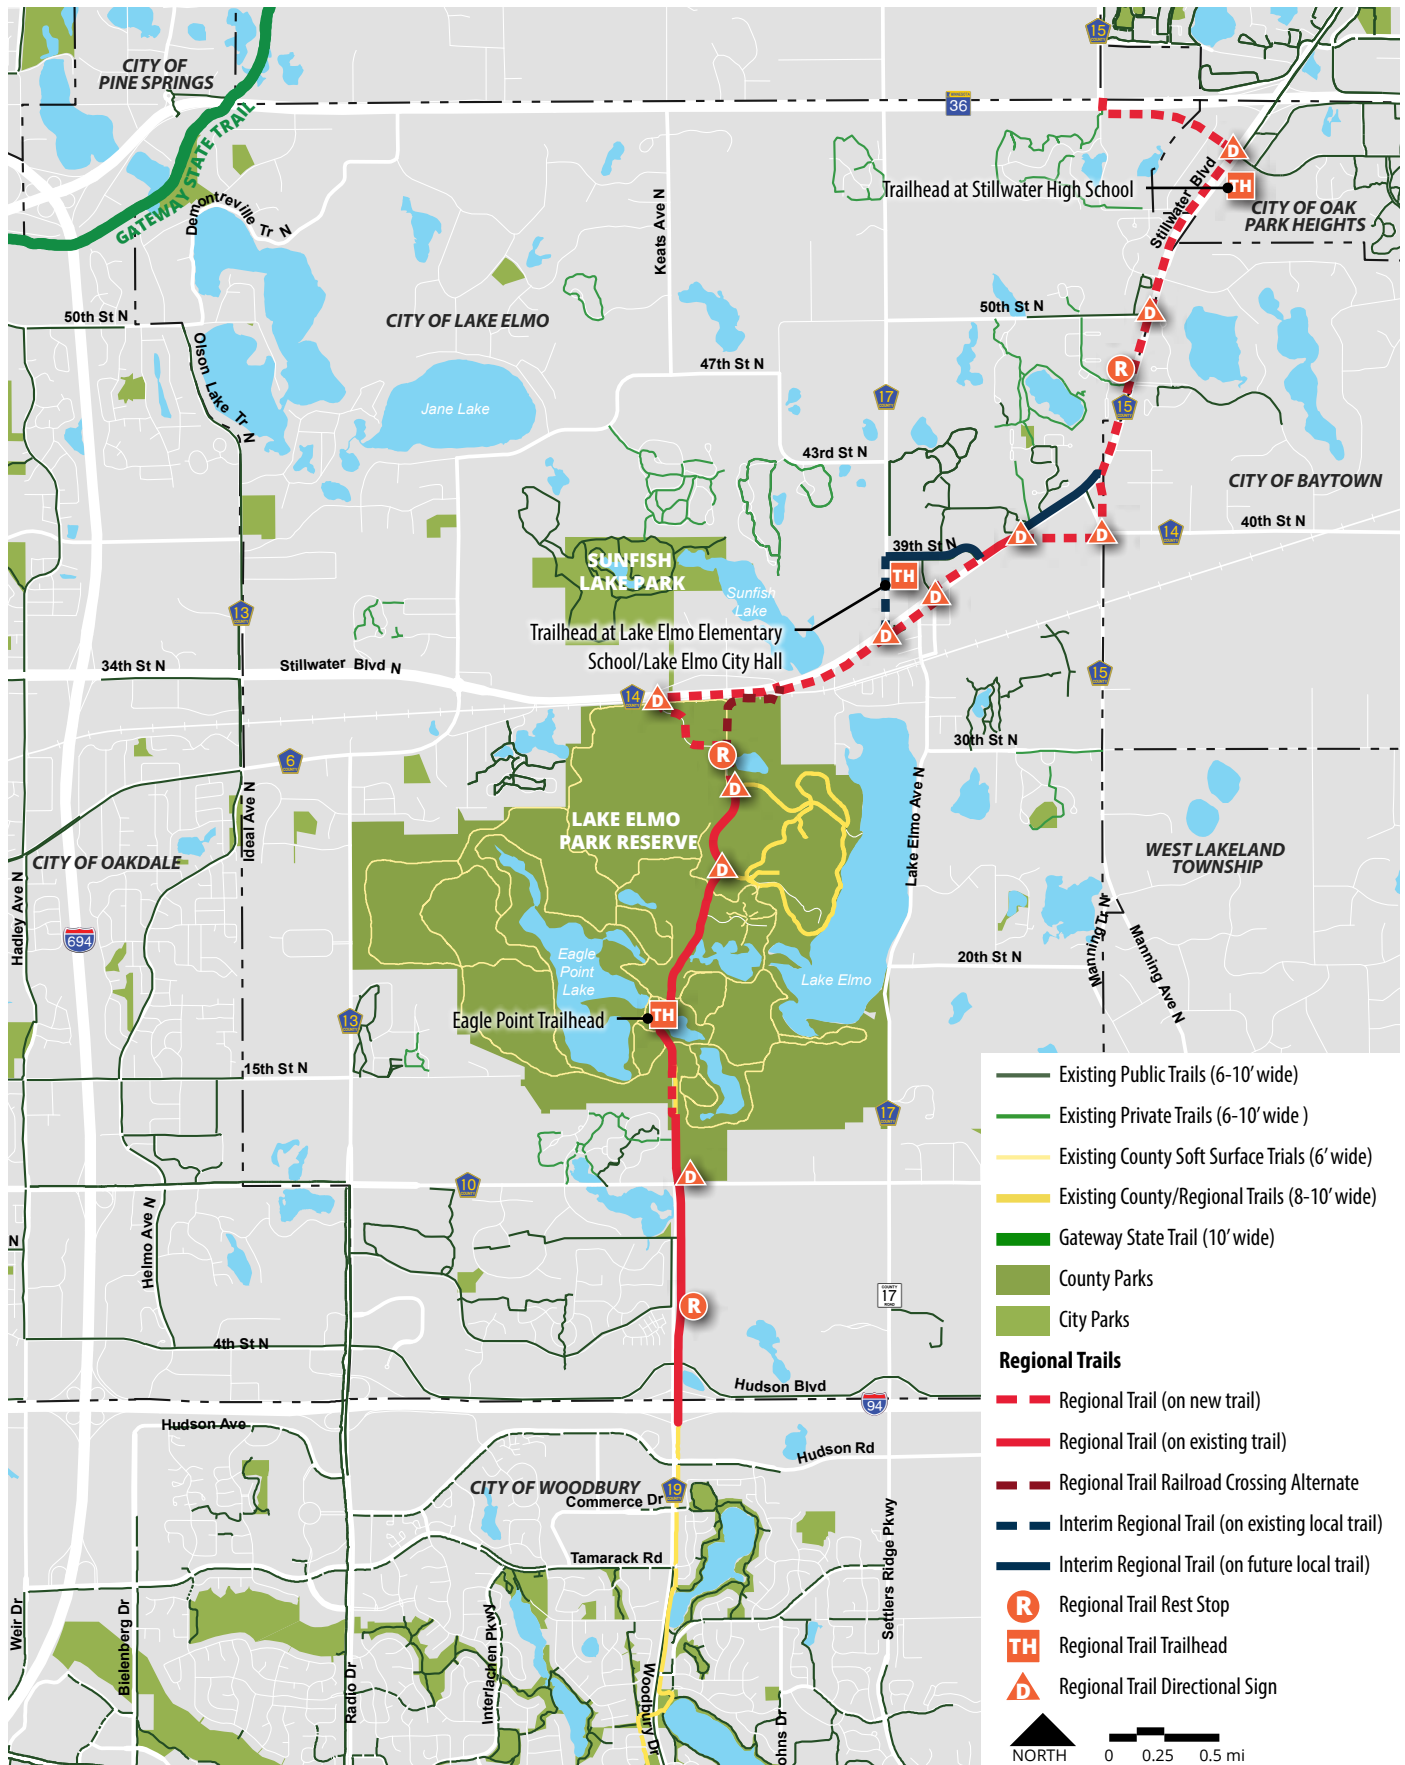 15
CITY OF
PINE SPRINGS
36
GATEWAY STATE TRAIL
Demontreville Tr N
Keats Ave N
Stillwater Blvd
D
TH
Trailhead at Stillwater High School
CITY OF OAK
PARK HEIGHTS
50th St N
CITY OF LAKE ELMO
50th St N
D
Olson Lake Tr N
47th St N
R
Jane Lake
17
15
43rd St N
CITY OF BAYTOWN
40th St N
14
D
D
39th St N
SUNFISH
LAKE PARK
TH
Sunfish
Lake
D
13
Trailhead at Lake Elmo Elementary
School/Lake Elmo City Hall
D
34th St N
Stillwater Blvd N
14
D
15
30th St N
6
R
D
Ideal Ave N
Lake Elmo Ave N
LAKE ELMO
PARK RESERVE
CITY OF OAKDALE
WEST LAKELAND
TOWNSHIP
D
Hadley Ave N
694
Manning Tr N
Manning Ave N
Eagle
Point
Lake
Lake Elmo
20th St N
13
Eagle Point Trailhead
TH
15th St N
17
10
D
Helmo Ave N
N
COUNTY
17
ROAD
R
4th St N
Hudson Blvd
94
Hudson Ave
Hudson Rd
CITY OF WOODBURY
19
Commerce Dr
Tamarack Rd
Settlers Ridge Pkwy
Weir Dr
Bielenberg Dr
Radio Dr
Interlachen Pkwy
Woodbury Dr
ohns Dr
Existing Public Trails (6-10' wide)
Existing Private Trails (6-10' wide )
Existing County Soft Surface Trials (6' wide)
Existing County/Regional Trails (8-10' wide)
Gateway State Trail (10' wide)
County Parks
City Parks
Regional Trails
Regional Trail (on new trail)
Regional Trail (on existing trail)
Regional Trail Railroad Crossing Alternate
Interim Regional Trail (on existing local trail)
Interim Regional Trail (on future local trail)
R Regional Trail Rest Stop
TH Regional Trail Trailhead
D Regional Trail Directional Sign
NORTH
0 0.25 0.5 mi